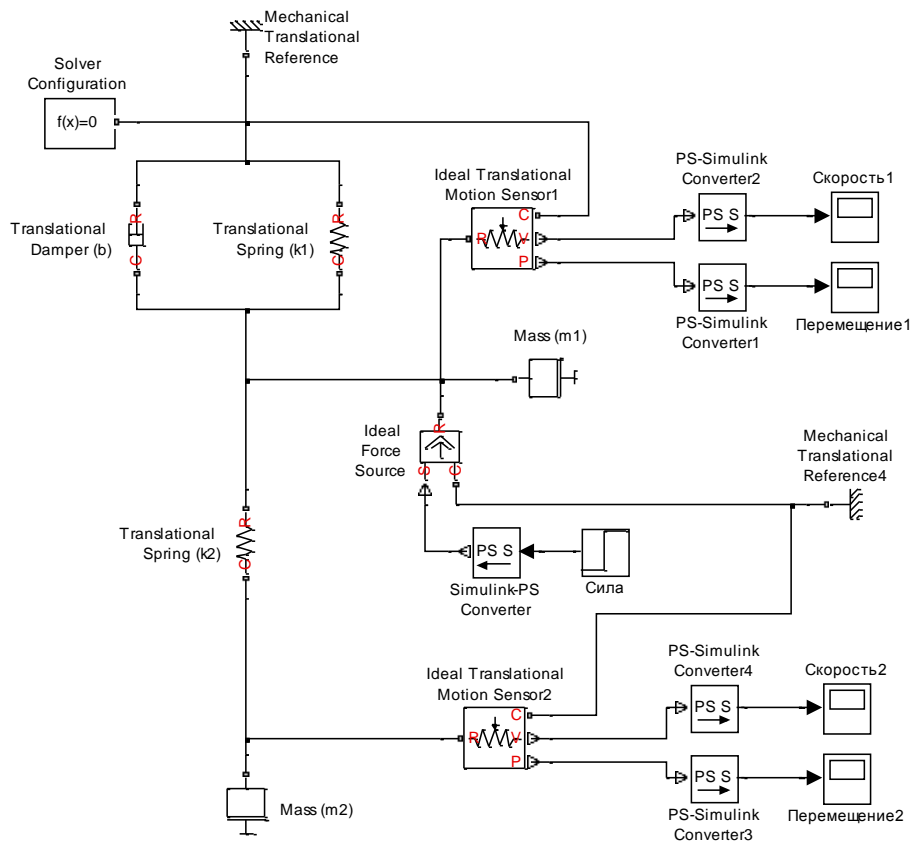 Mechanical
Translational
Reference
Solver
Configuration
f(x)=0
R
C
Translational
Damper (b)
Translational
Spring (k1)
R
C
Ideal Translational
Motion Sensor1
C
R
V
P
PS-Simulink
Converter2
PS S
Скорость1
PS S
PS-Simulink
Converter1
Перемещение1
Mass (m1)
Ideal
Force
Source
R
S
C
Mechanical
Translational
Reference4
Translational
Spring (k2)
R
C
PS S
Simulink-PS
Converter
Сила
Ideal Translational
Motion Sensor2
C
R
V
P
PS-Simulink
Converter4
PS S
Скорость2
PS S
PS-Simulink
Converter3
Перемещение2
Mass (m2)